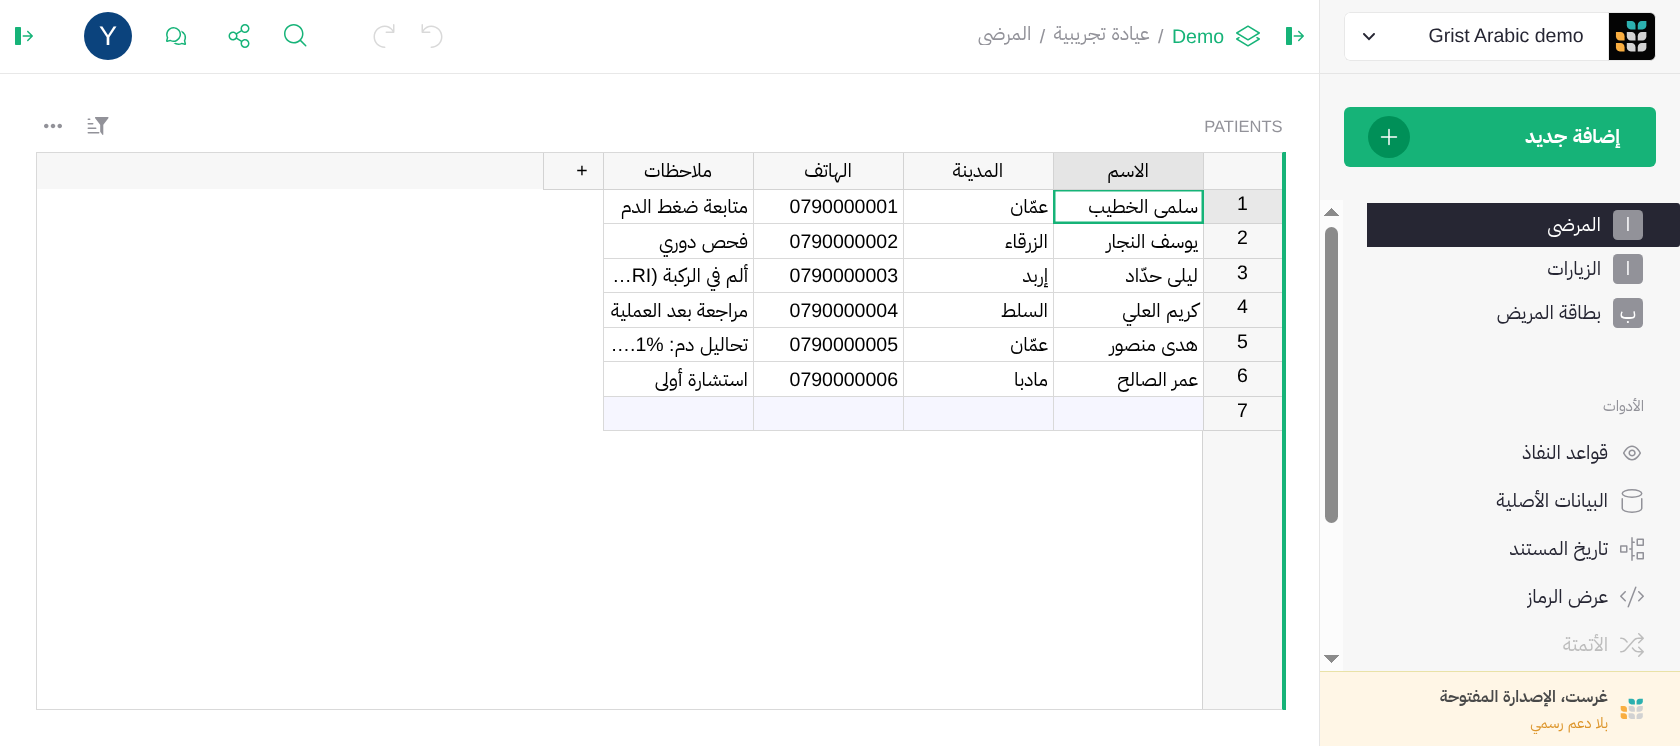 Grist Arabic demo
Demo / عيادة تجريبية / المرضى
Y
إضافة جديد
+
ا المرضى
ا الزيارات
ب بطاقة المريض
الأدوات
قواعد النفاذ
البيانات الأصلية
تاريخ المستند
عرض الرماز
الأتمتة
غرست، الإصدارة المفتوحة
بلا دعم رسمي
PATIENTS
الاسم المدينة الهاتف ملاحظات +
1 سلمى الخطيب عمّان 0790000001 متابعة ضغط الدم
2 يوسف النجار الزرقاء 0790000002 فحص دوري
3 ليلى حدّاد إربد 0790000003 ألم في الركبة (RI…
4 كريم العلي السلط 0790000004 مراجعة بعد العملية
5 هدى منصور عمّان 0790000005 تحاليل دم: 1%.…
6 عمر الصالح مادبا 0790000006 استشارة أولى
7